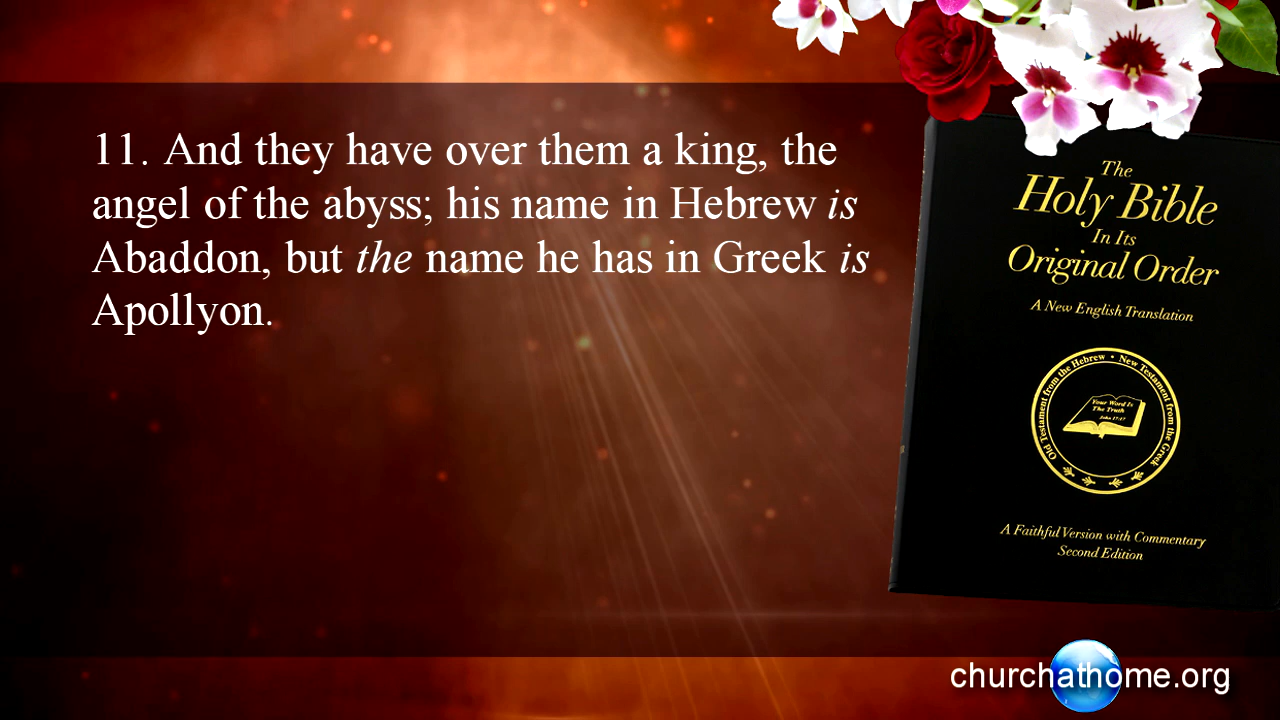 11. And they have over them a king, the
angel of the abyss; his name in Hebrew is
Abaddon, but the name he has in Greek is
Apollyon.
The
Holy Bible
In Its
Original Order
A New English Translation
Old Testament from the Hebrew • New Testament from the Greek
Your Word Is
The Truth
John 17:17
A Faithful Version with Commentary
Second Edition
churchathome.org